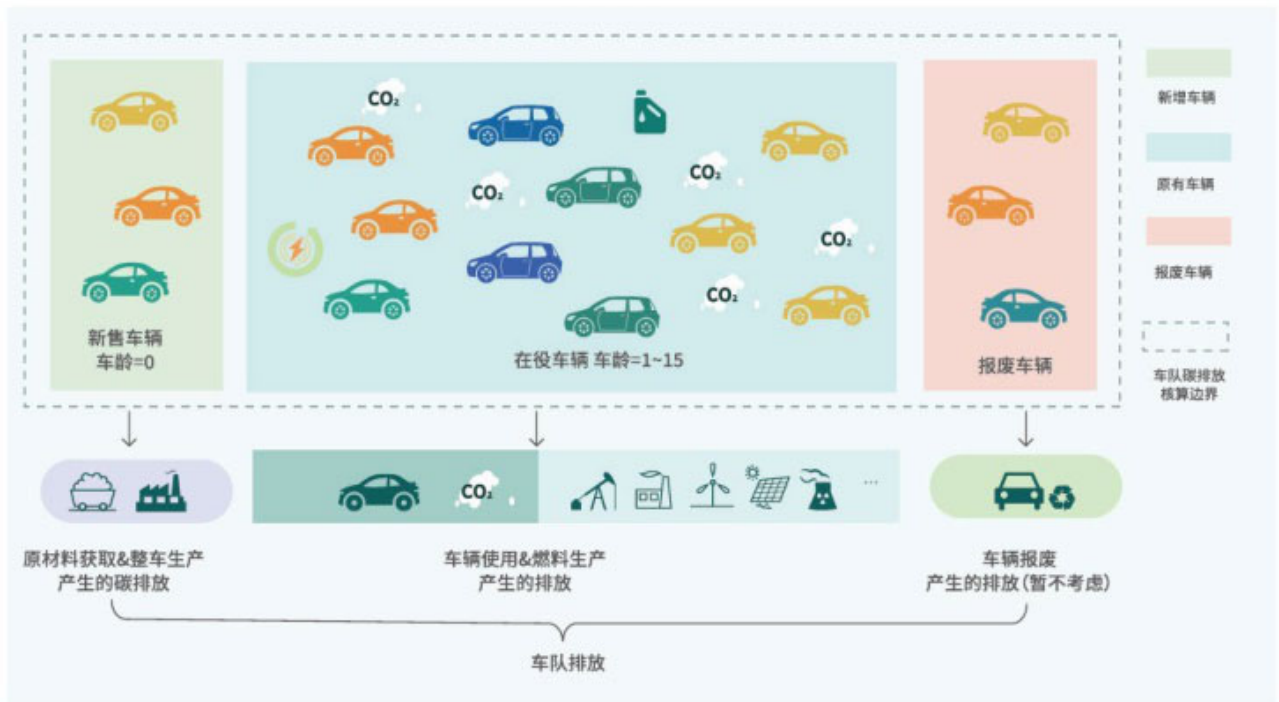 CO₂
CO₂
CO₂
CO₂
CO₂
新售车辆
车龄=0
在役车辆 车龄=1~15
报废车辆
新增车辆
原有车辆
报废车辆
车队碳排放
核算边界
CO₂
...
原材料获取&整车生产
产生的碳排放
车辆使用&燃料生产
产生的排放
车辆报废
产生的排放(暂不考虑)
车队排放